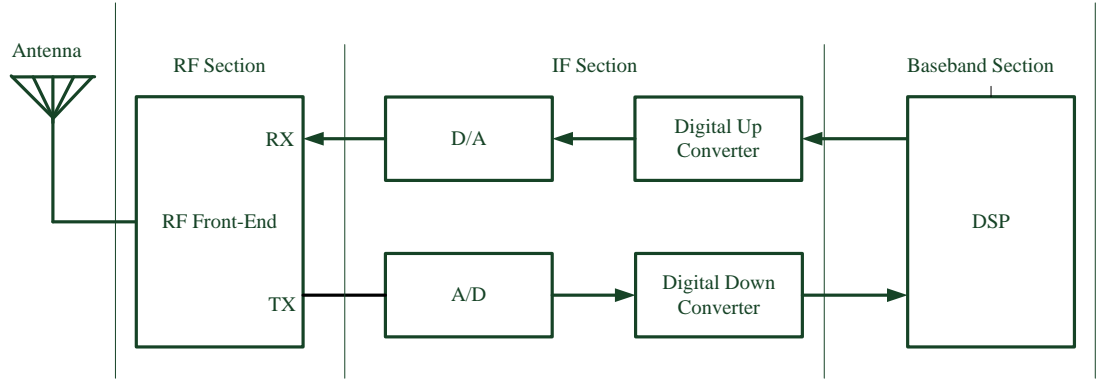 Antenna
RF Section
IF Section
Baseband Section
RX
D/A
Digital Up
Converter
RF Front-End
DSP
TX
A/D
Digital Down
Converter